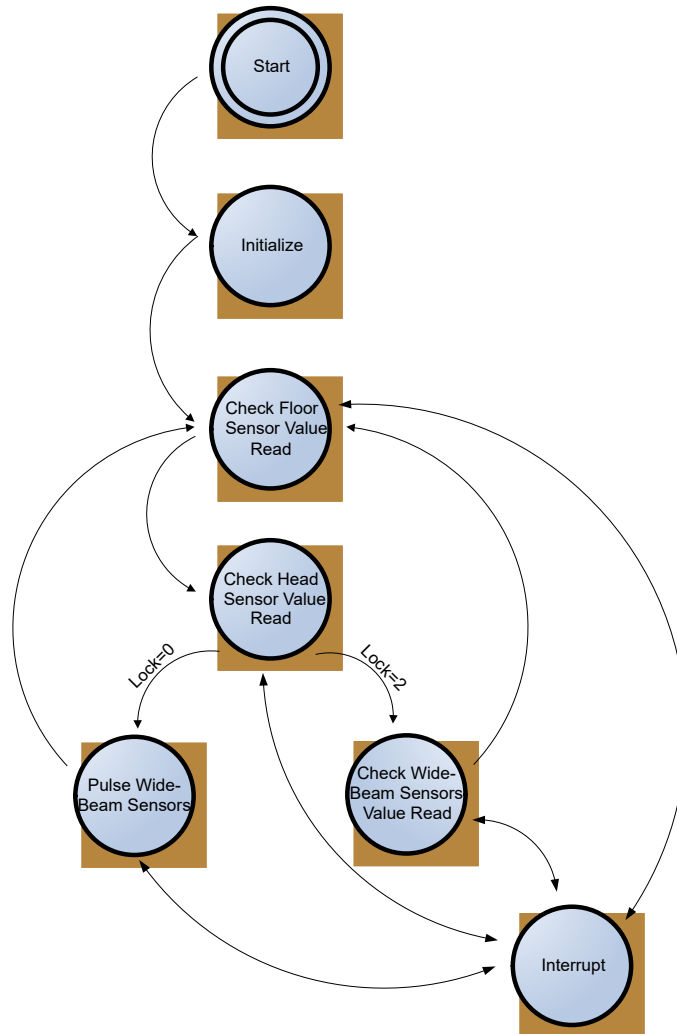 Start
Initialize
Check Floor
Sensor Value
Read
Check Head
Sensor Value
Read
Lock=0
Lock=2
Pulse Wide-
Beam Sensors
Check Wide-
Beam Sensors
Value Read
Interrupt